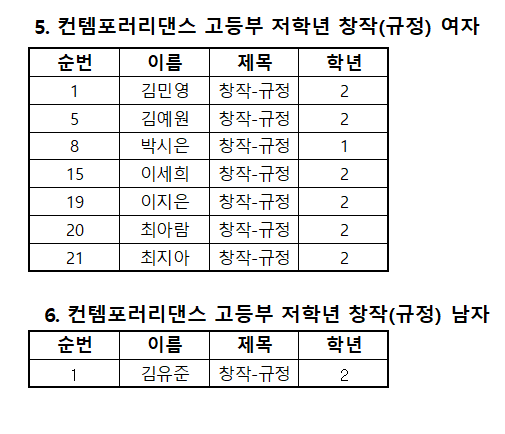 5. 컨템포러리댄스 고등부 저학년 창작(규정) 여자
순번 이름 제목 학년
1 김민영 창작-규정 2
5 김예원 창작-규정 2
8 박시은 창작-규정 1
15 이세희 창작-규정 2
19 이지은 창작-규정 2
20 최아람 창작-규정 2
21 최지아 창작-규정 2
6. 컨템포러리댄스 고등부 저학년 창작(규정) 남자
순번 이름 제목 학년
1 김유준 창작-규정 2